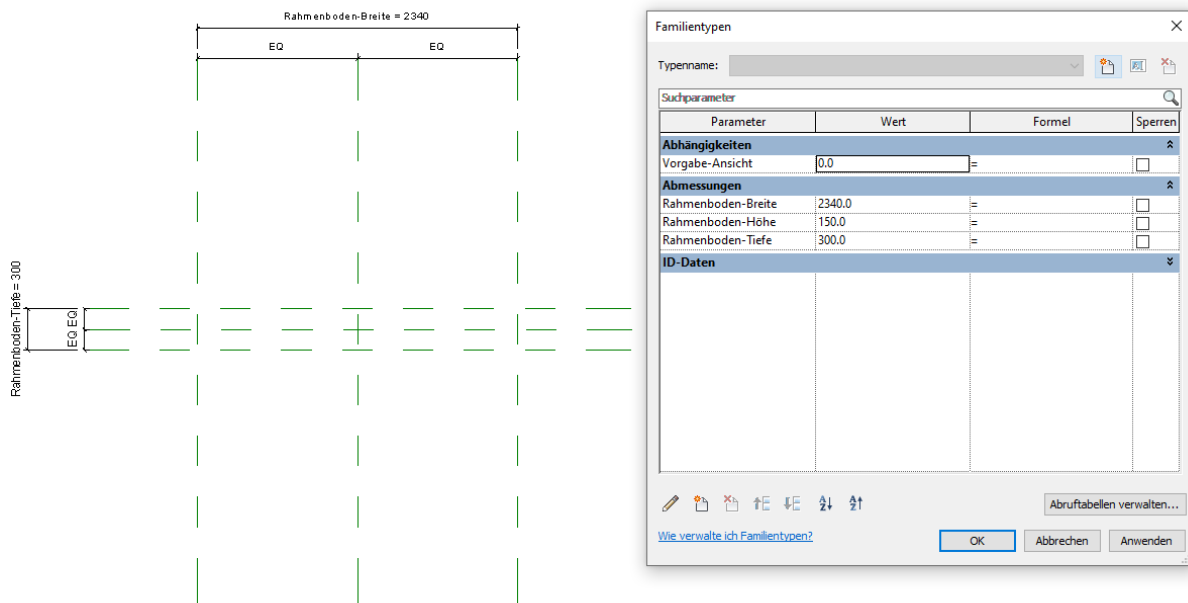 Rahmenboden-Breite = 2340
EQ
EQ
Rahmenboden-Tiefe = 300
EQ EQ
Familientypen
Typenname:
Suchparameter
Parameter Wert Formel Sperren
Abhängigkeiten
Vorgabe-Ansicht 0.0 =
Abmessungen
Rahmenboden-Breite 2340.0 =
Rahmenboden-Höhe 150.0 =
Rahmenboden-Tiefe 300.0 =
ID-Daten
Abruftabellen verwalten...
Wie verwalte ich Familientypen?
OK Abbrechen Anwenden